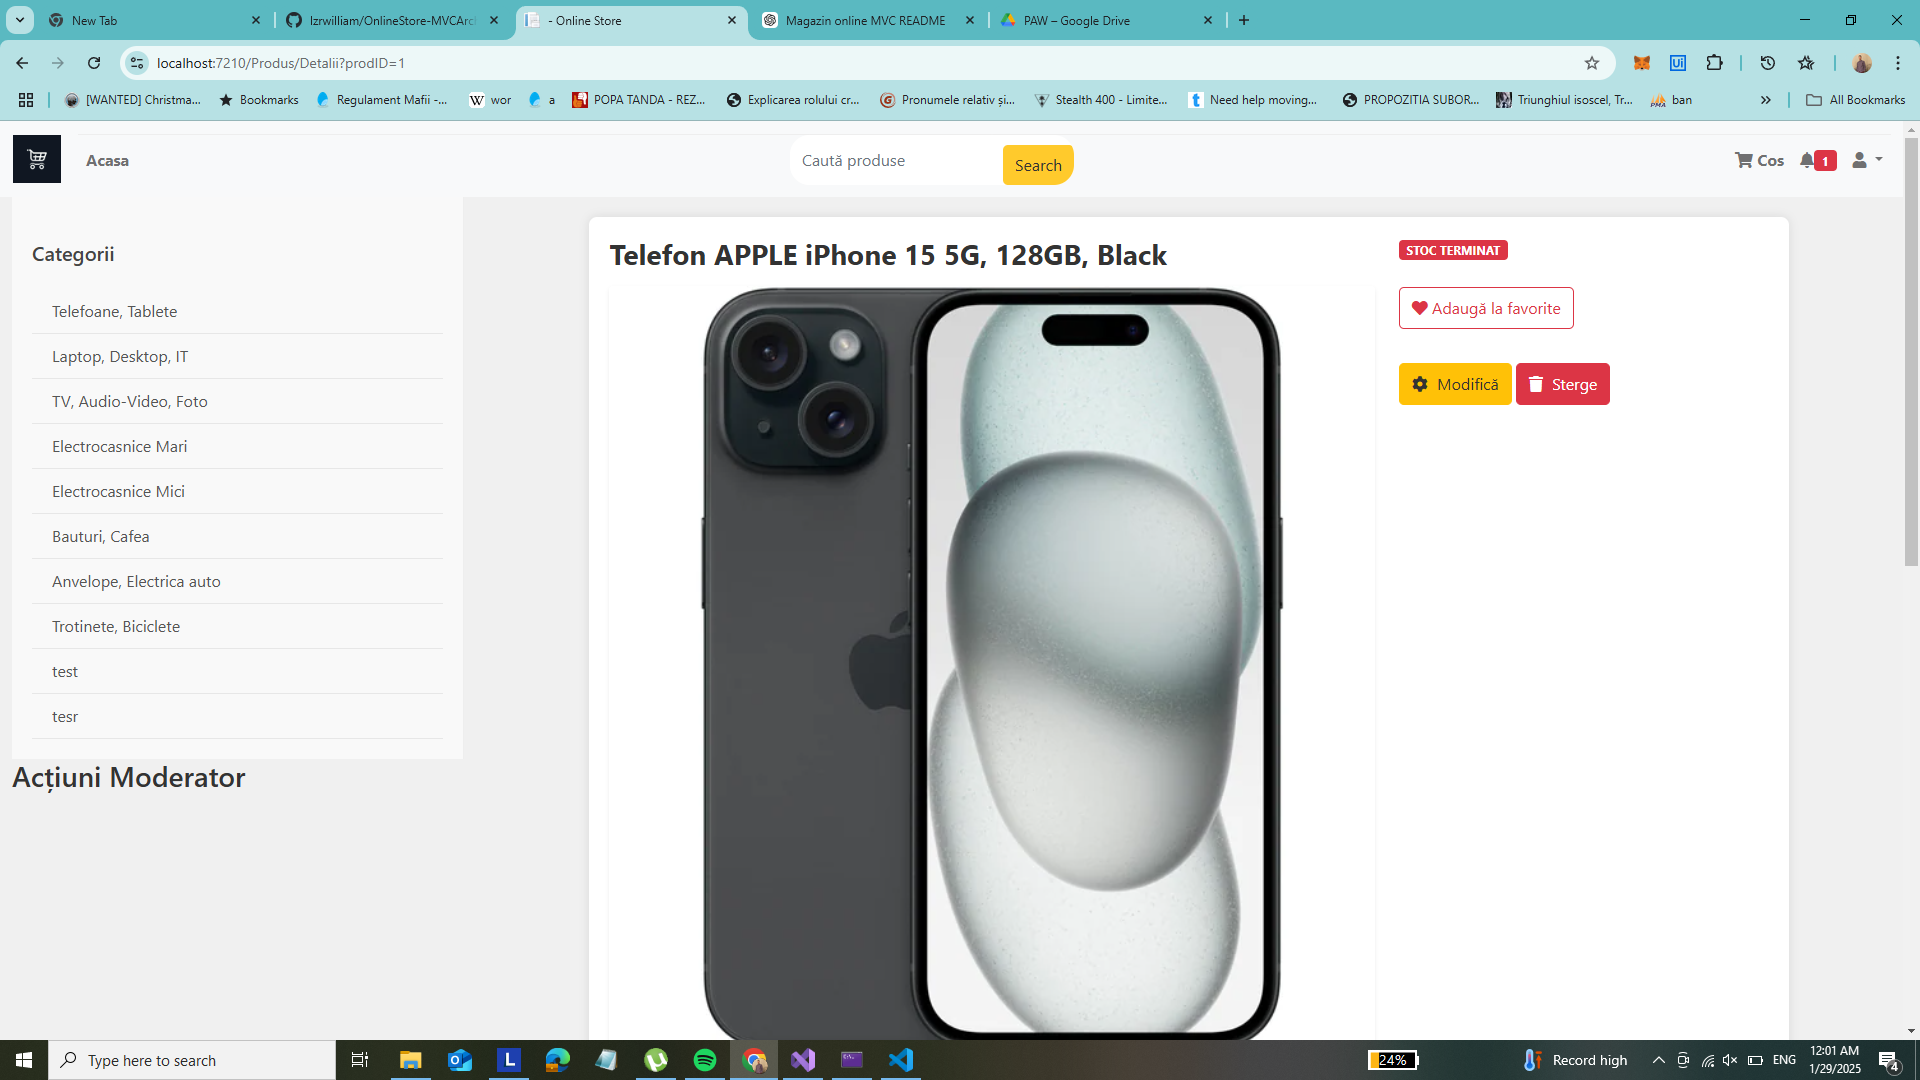 New Tab
Izrwilliam/OnlineStore-MVCArc
- Online Store
Magazin online MVC README
PAW – Google Drive
localhost:7210/Produs/Detalii?prodID=1
[WANTED] Christma...
Bookmarks
Regulament Mafii -...
wor
a
POPA TANDA - REZ...
Explicarea rolului cr...
Pronumele relativ și...
Stealth 400 - Limite...
Need help moving...
PROPOZITIA SUBOR...
Triunghiul isoscel, Tr...
ban
All Bookmarks
Acasa
Caută produse
Search
Cos
1
Categorii
Telefoane, Tablete
Laptop, Desktop, IT
TV, Audio-Video, Foto
Electrocasnice Mari
Electrocasnice Mici
Bauturi, Cafea
Anvelope, Electrica auto
Trotinete, Biciclete
test
tesr
Acțiuni Moderator
Telefon APPLE iPhone 15 5G, 128GB, Black
STOC TERMINAT
Adaugă la favorite
Modifică
Sterge
Type here to search
24%
Record high
ENG
12:01 AM
1/29/2025
4